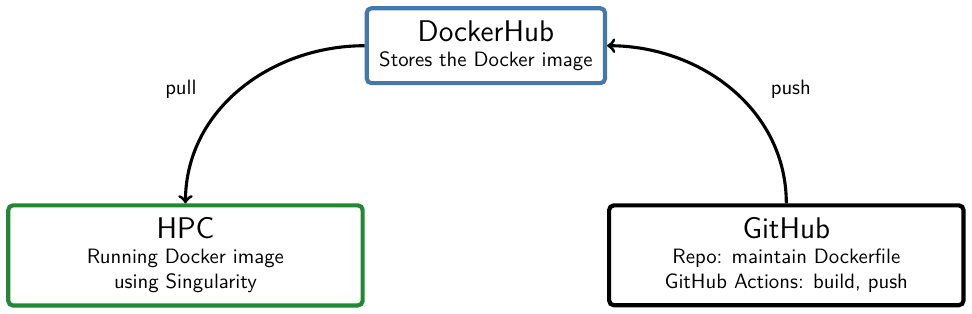 DockerHub
Stores the Docker image
pull
push
HPC
Running Docker image
using Singularity
GitHub
Repo: maintain Dockerfile
GitHub Actions: build, push